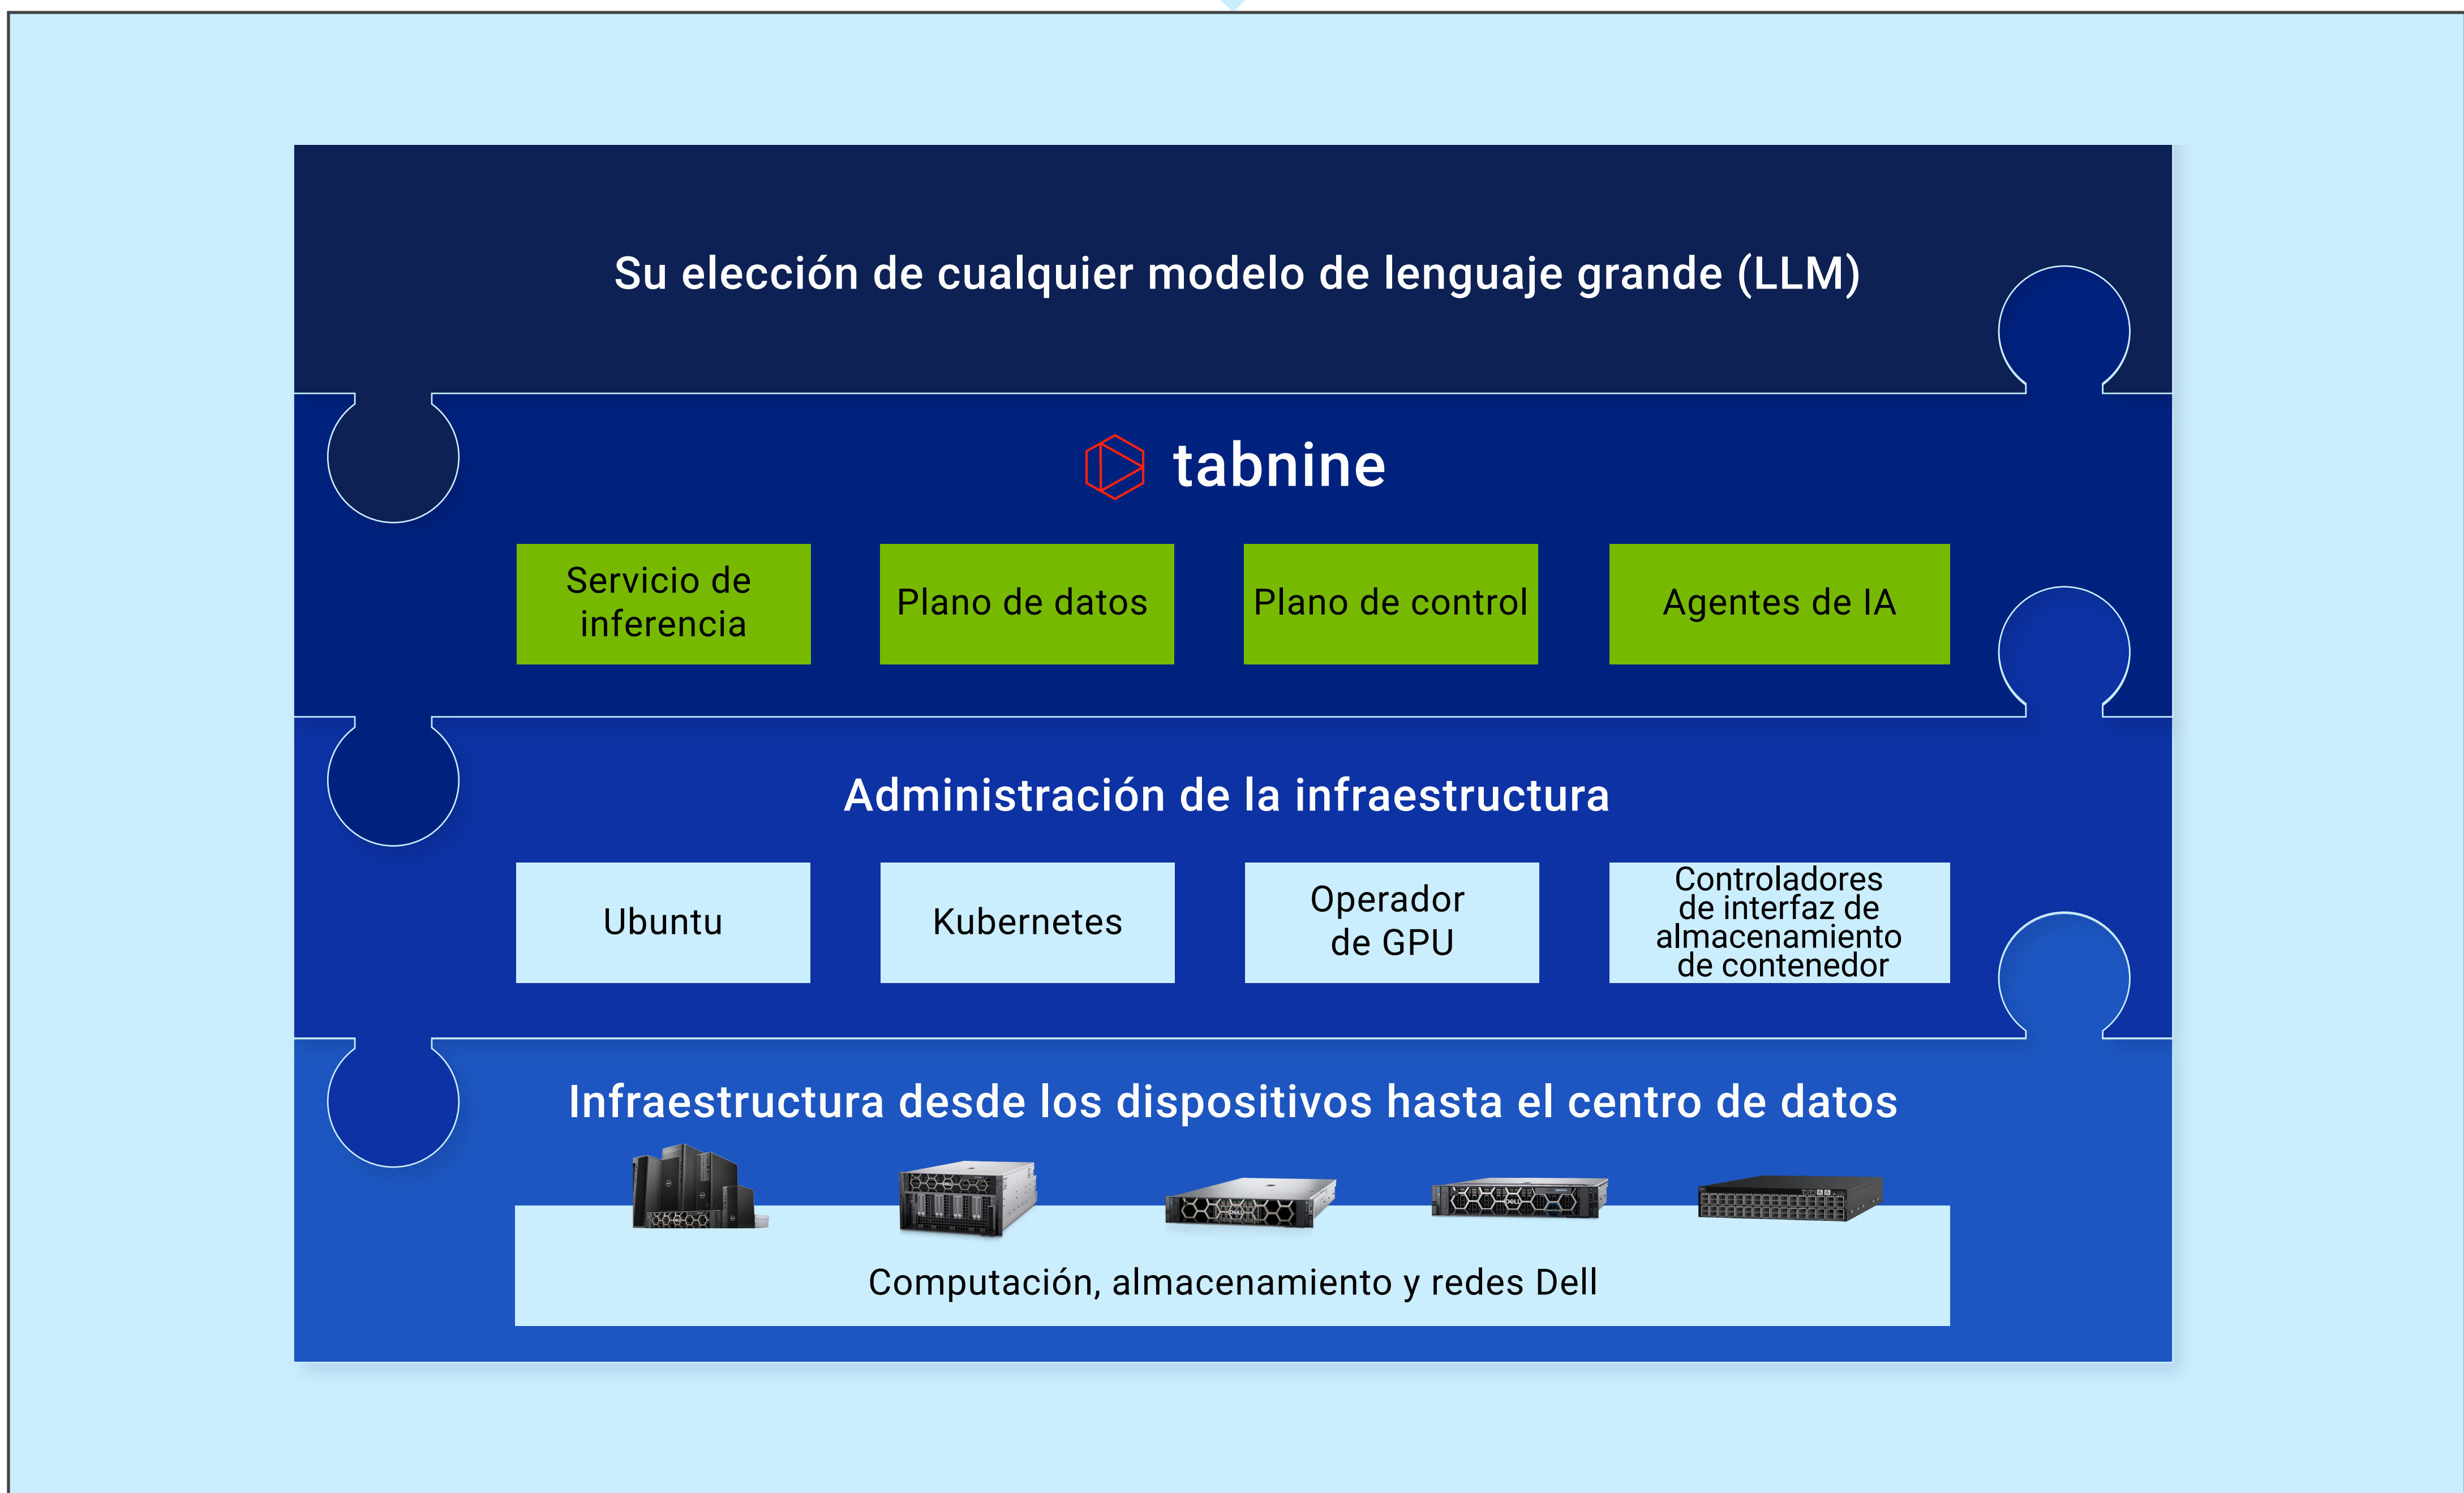 Su elección de cualquier modelo de lenguaje grande (LLM)
tabnine
Servicio de
inferencia
Plano de datos
Plano de control
Agentes de IA
Administración de la infraestructura
Ubuntu
Kubernetes
Operador
de GPU
Controladores
de interfaz de
almacenamiento
de contenedor
Infraestructura desde los dispositivos hasta el centro de datos
Computación, almacenamiento y redes Dell